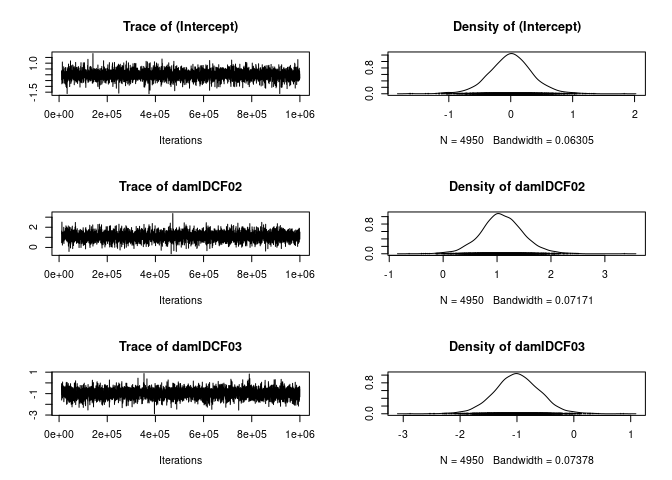 Trace of (Intercept)
Density of (Intercept)
-1.5 1.0
0.0 0.8
0e+00 2e+05 4e+05 6e+05 8e+05 1e+06
-1 0 1 2
Iterations
N = 4950 Bandwidth = 0.06305
Trace of damIDCF02
Density of damIDCF02
0 2
0.0 0.8
0e+00 2e+05 4e+05 6e+05 8e+05 1e+06
-1 0 1 2 3
Iterations
N = 4950 Bandwidth = 0.07171
Trace of damIDCF03
Density of damIDCF03
-3 -1 1
0.0 0.8
0e+00 2e+05 4e+05 6e+05 8e+05 1e+06
-3 -2 -1 0 1
Iterations
N = 4950 Bandwidth = 0.07378